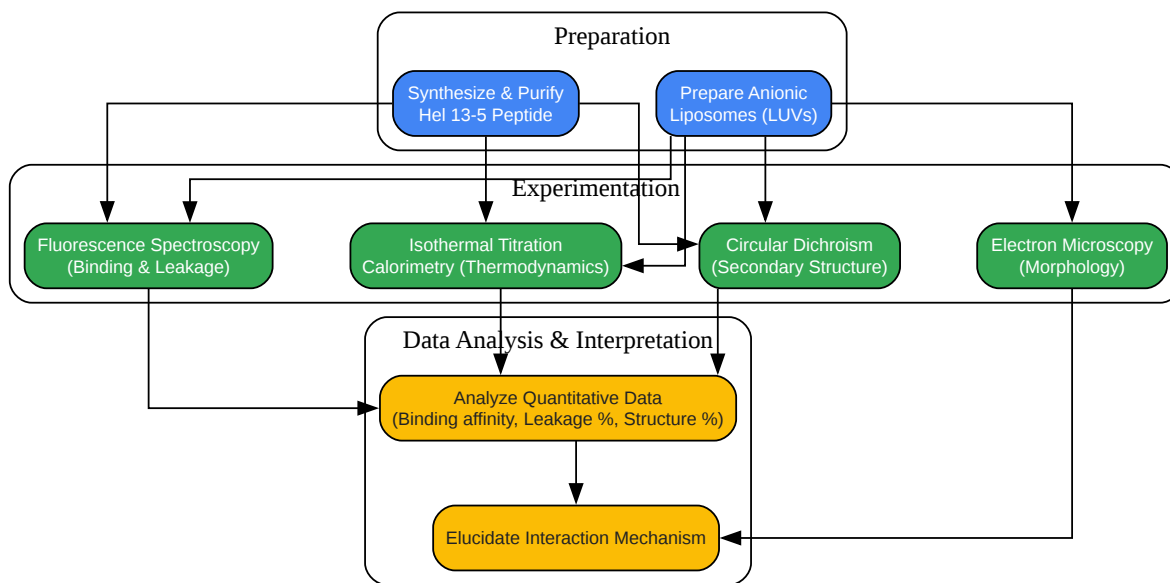 Preparation
Synthesize & Purify
Hel 13-5 Peptide
Prepare Anionic
Liposomes (LUVs)
Experimentation
Fluorescence Spectroscopy
(Binding & Leakage)
Isothermal Titration
Calorimetry (Thermodynamics)
Circular Dichroism
(Secondary Structure)
Electron Microscopy
(Morphology)
Data Analysis & Interpretation
Analyze Quantitative Data
(Binding affinity, Leakage %, Structure %)
Elucidate Interaction Mechanism